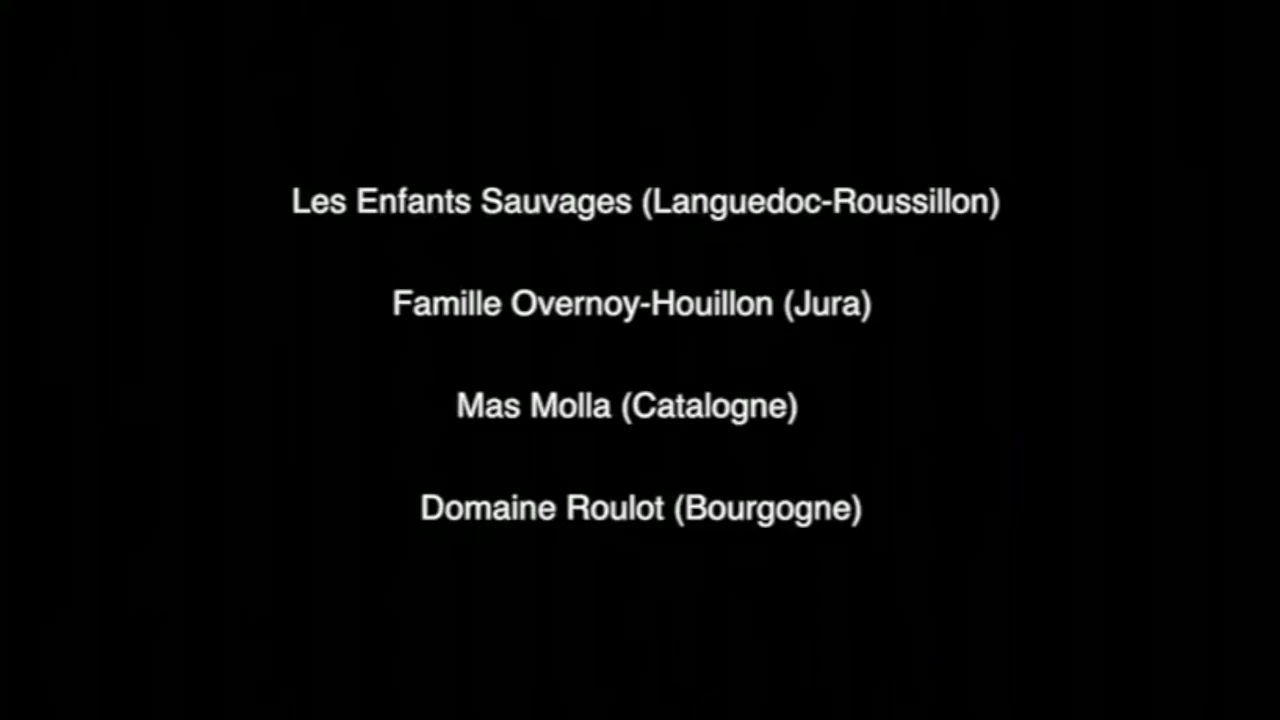 Les Enfants Sauvages (Languedoc-Roussillon)
Famille Overnoy-Houillon (Jura)
Mas Molla (Catalogne)
Domaine Roulot (Bourgogne)